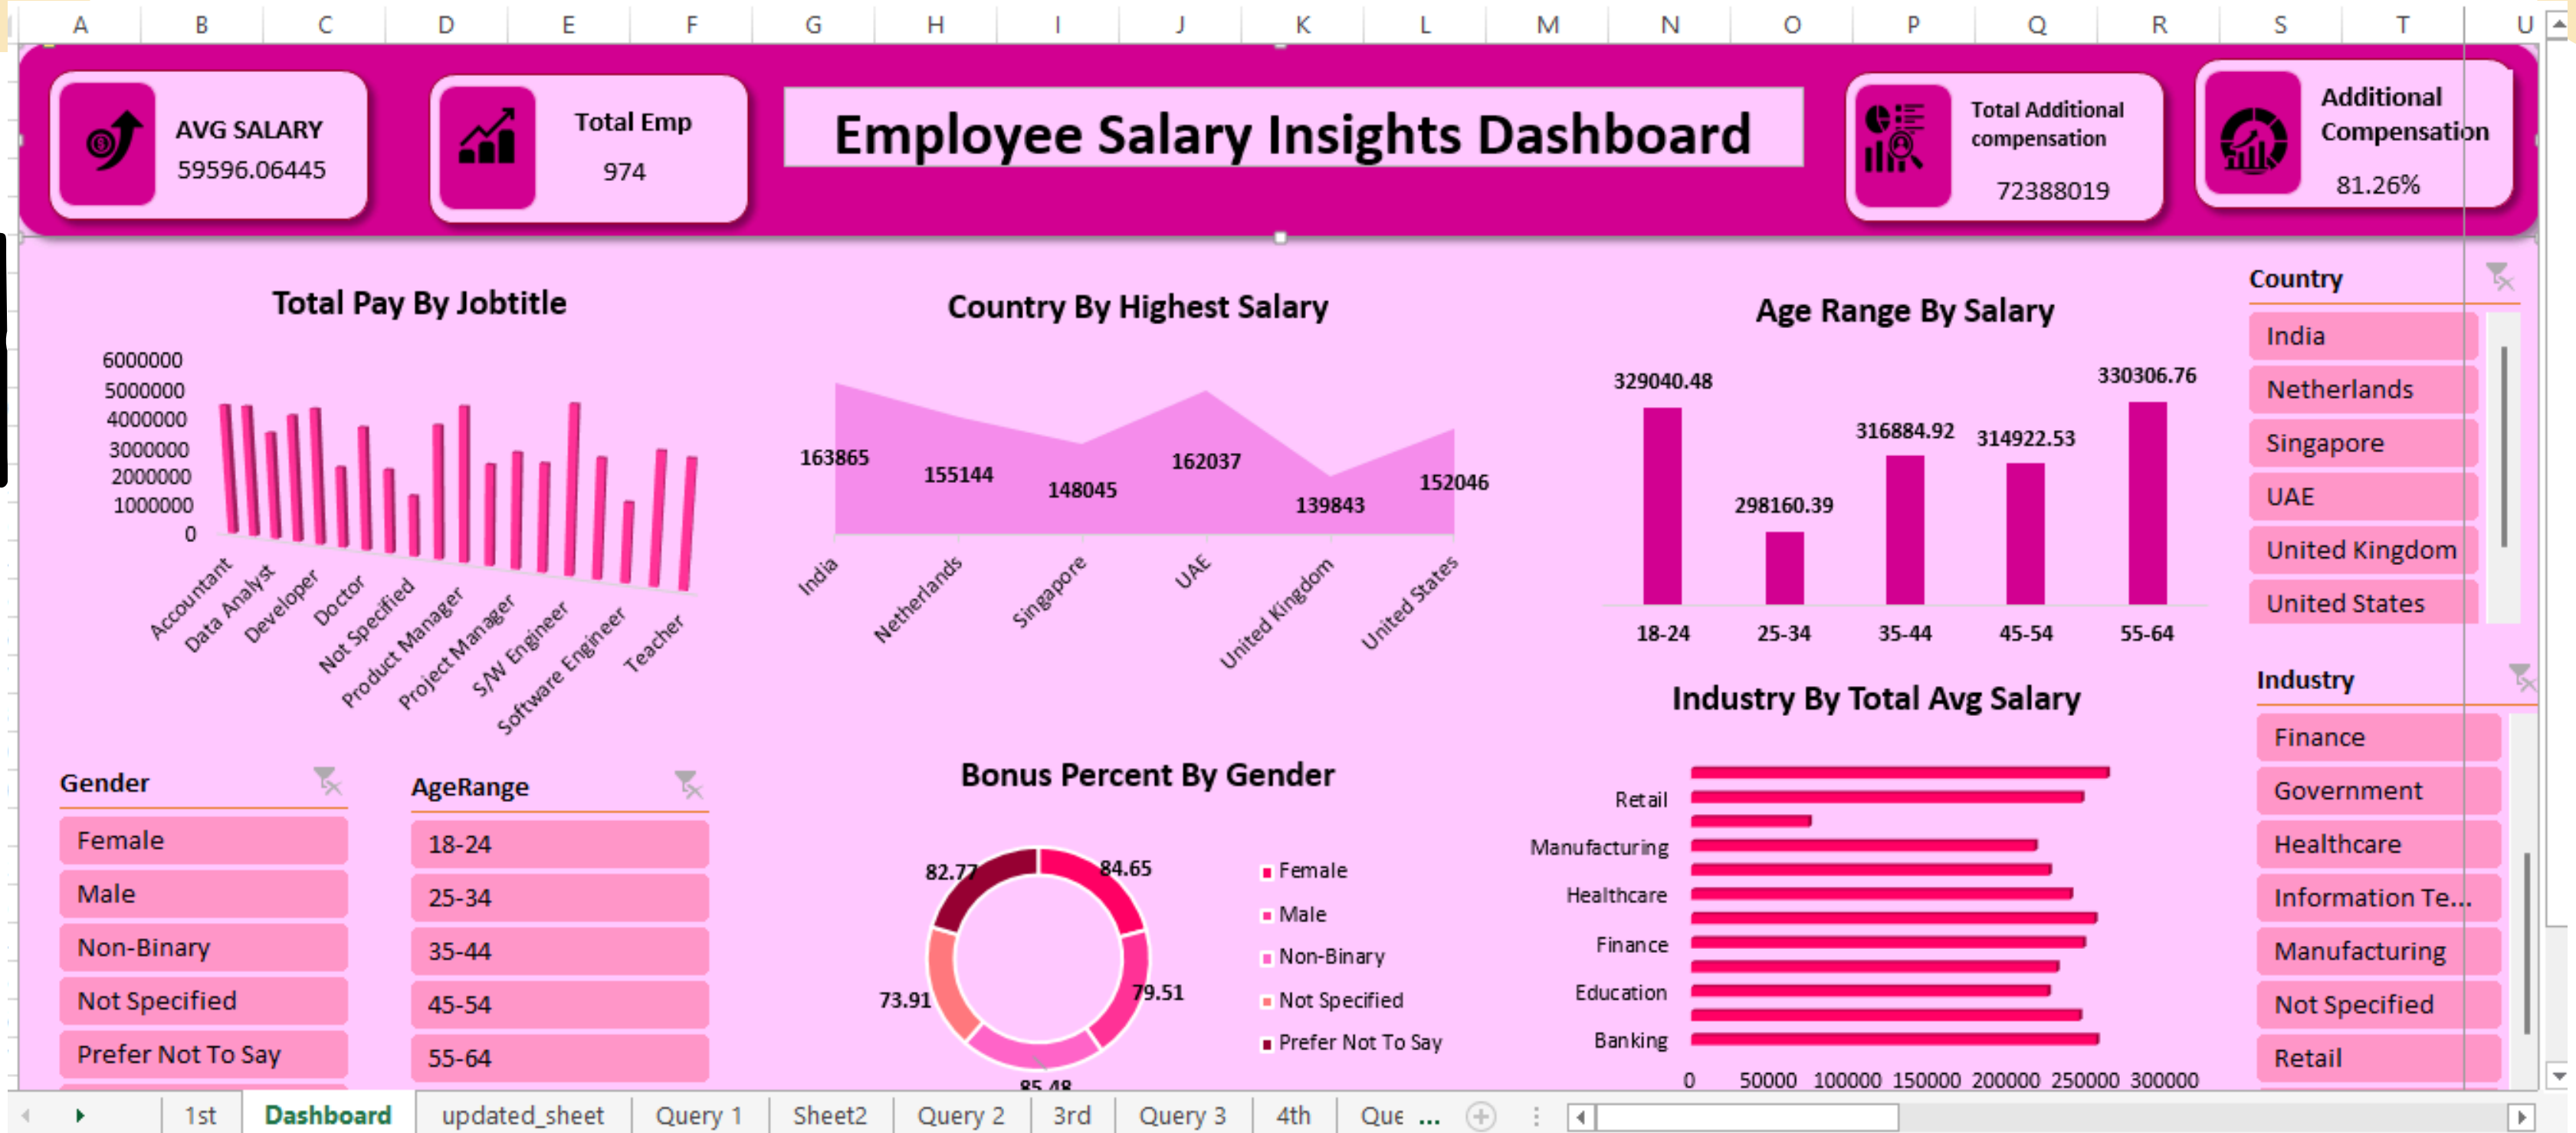 A B C D E F G H I J K L M N O P Q R S T U
AVG SALARY
59596.06445
Total Emp
974
Employee Salary Insights Dashboard
Total Additional
compensation
72388019
Additional
Compensation
81.26%
Total Pay By Jobtitle
6000000
5000000
4000000
3000000
2000000
1000000
0
Accountant
Data Analyst
Developer
Doctor
Not Specified
Product Manager
Project Manager
S/W Engineer
Software Engineer
Teacher
Country By Highest Salary
163865
155144
148045
162037
139843
152046
India
Netherlands
Singapore
UAE
United Kingdom
United States
Age Range By Salary
329040.48
298160.39
316884.92
314922.53
330306.76
18-24
25-34
35-44
45-54
55-64
Country
India
Netherlands
Singapore
UAE
United Kingdom
United States
Gender
Female
Male
Non-Binary
Not Specified
Prefer Not To Say
AgeRange
18-24
25-34
35-44
45-54
55-64
Bonus Percent By Gender
82.77
84.65
73.91
79.51
85.48
Female
Male
Non-Binary
Not Specified
Prefer Not To Say
Industry By Total Avg Salary
Retail
Manufacturing
Healthcare
Finance
Education
Banking
0 50000 100000 150000 200000 250000 300000
Industry
Finance
Government
Healthcare
Information Te...
Manufacturing
Not Specified
Retail
1st Dashboard updated_sheet Query 1 Sheet2 Query 2 3rd Query 3 4th Que ...